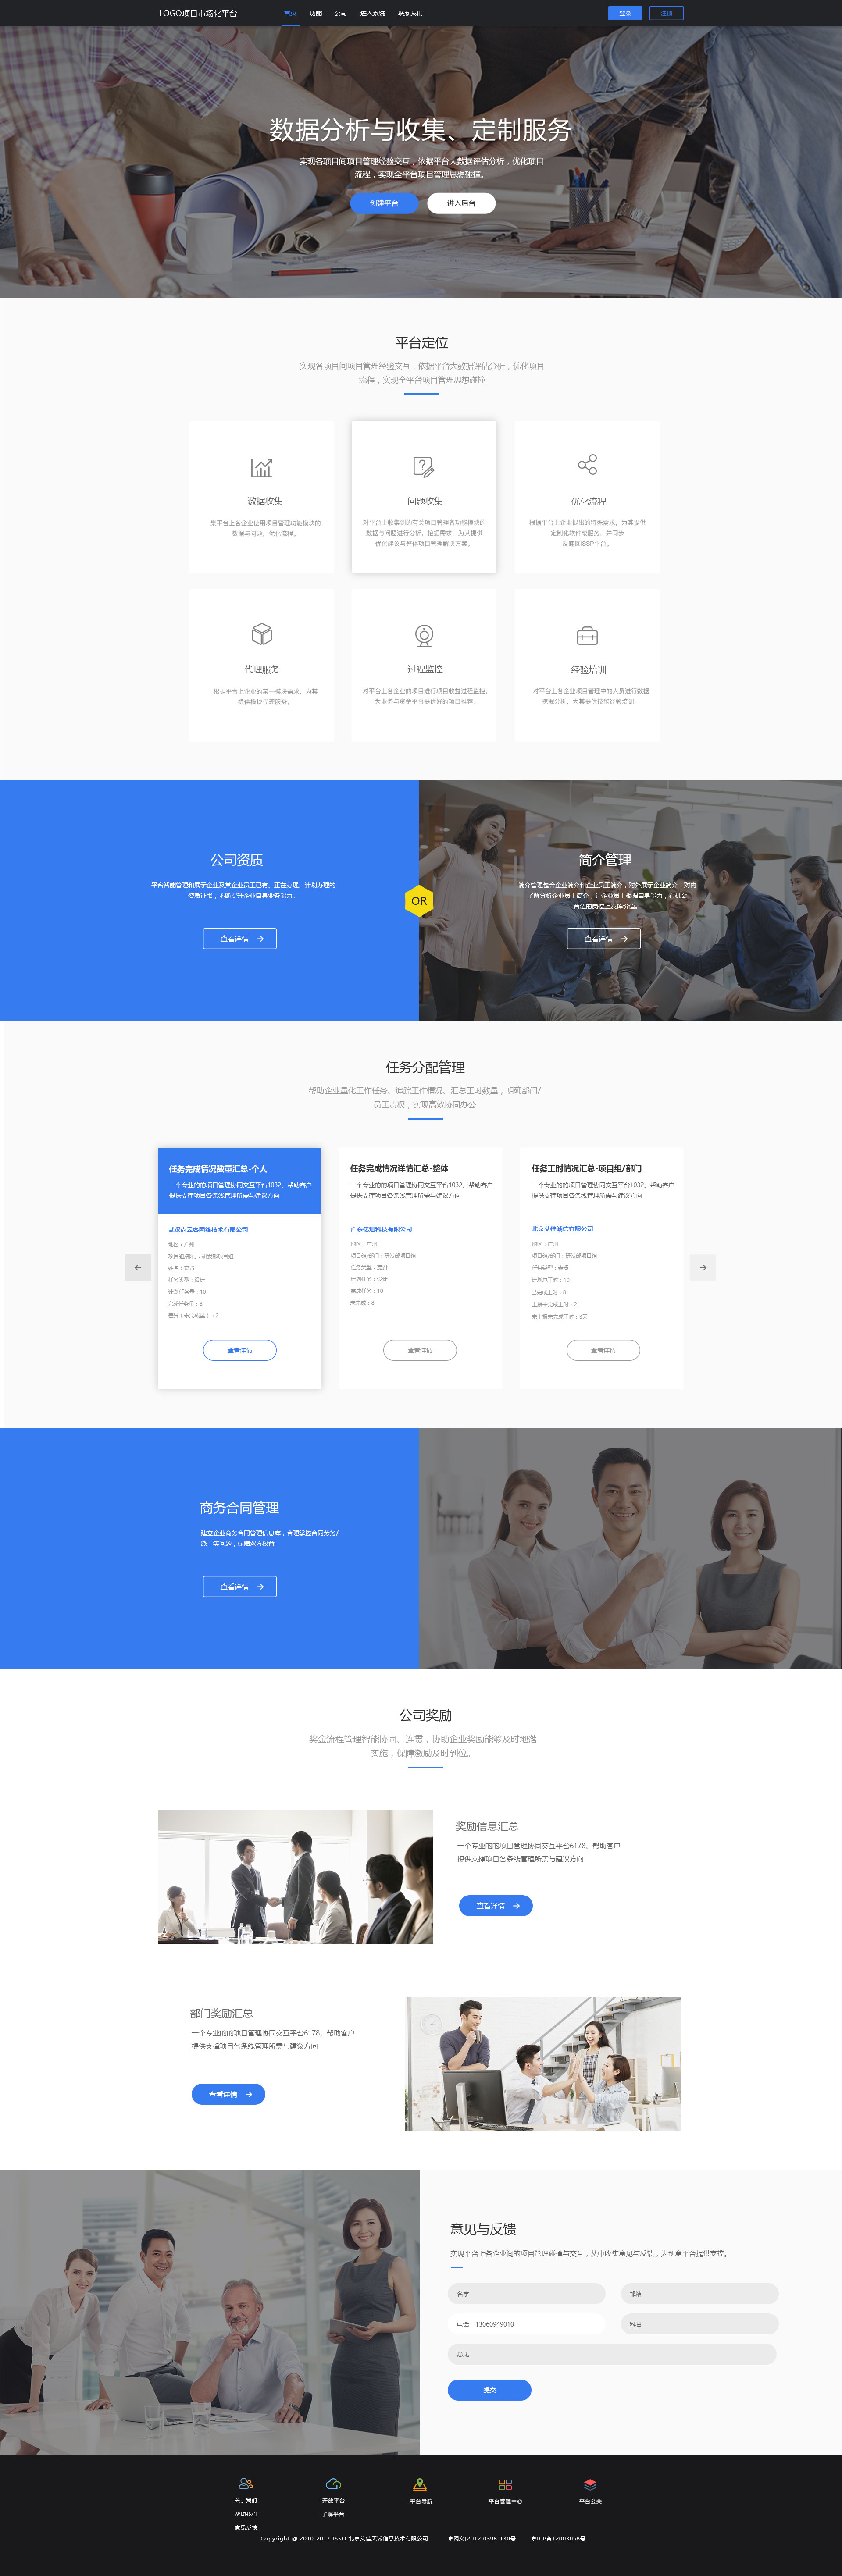 LOGO项目市场化平台 首页 功能 公司 进入系统 联系我们 登录 注册
数据分析与收集、定制服务
实现各项目间项目管理经验交互，依据平台大数据评估分析，优化项目
流程，实现全平台项目管理思想碰撞。
创建平台 进入后台
平台定位
实现各项目间项目管理经验交互，依据平台大数据评估分析，优化项目
流程，实现全平台项目管理思想碰撞
数据收集
集平台上各企业使用项目管理功能模块的
数据与问题，优化流程。
问题收集
对平台上收集到的有关项目管理各功能模块的
数据与问题进行分析、挖掘需求，为其提供
优化建议与整体项目管理解决方案。
优化流程
根据平台上企业提出的特殊需求，为其提供
定制化软件或服务，并同步
反哺回ISSP平台。
代理服务
根据平台上企业的某一模块需求，为其
提供模块代理服务。
过程监控
对平台上各企业的项目进行项目收益过程监控，
为业务与资金平台提供好的项目推荐。
经验培训
对平台上各企业项目管理中的人员进行数据
挖掘分析，为其提供技能经验培训。
公司资质
平台帮能管理和展示企业及其企业员工已有、正在办理、计划办理的
资质证书，不断提升企业自身业务能力。
查看详情
OR
简介管理
简介管理包含企业简介和企业员工简介，对外展示企业简介，对内
了解分析企业员工简介，让企业员工根据自身能力，有机会
合适的岗位上发挥价值。
查看详情
任务分配管理
帮助企业量化工作任务、追踪工作情况、汇总工时数量，明确部门/
员工责权，实现高效协同办公
任务完成情况数量汇总-个人
一个专业的的项目管理协同交互平台1032、帮助客户
提供支撑项目各条线管理所需与建议方向
武汉尚云客网络技术有限公司
地区：广州
项目组/部门：研发部项目组
姓名：蔡贤
任务类型：设计
计划任务量：10
完成任务量：8
差异（未完成量）：2
查看详情
任务完成情况详情汇总-整体
一个专业的的项目管理协同交互平台1032、帮助客户
提供支撑项目各条线管理所需与建议方向
广东亿迅科技有限公司
地区：广州
项目组/部门：研发部项目组
任务类型：蔡贤
计划任务：设计
完成任务：10
未完成：8
查看详情
任务工时情况汇总-项目组/部门
一个专业的的项目管理协同交互平台1032、帮助客户
提供支撑项目各条线管理所需与建议方向
北京艾佳诚信有限公司
地区：广州
项目组/部门：研发部项目组
任务类型：蔡贤
计划总工时：10
已完成工时：8
上报未完成工时：2
未上报未完成工时：3天
查看详情
商务合同管理
建立企业商务合同管理信息库，合理掌控合同劳务/
派工等问题，保障双方权益
查看详情
公司奖励
奖金流程管理智能协同、连贯，协助企业奖励能够及时地落
实施，保障激励及时到位。
奖励信息汇总
一个专业的的项目管理协同交互平台6178、帮助客户
提供支撑项目各条线管理所需与建议方向
查看详情
部门奖励汇总
一个专业的的项目管理协同交互平台6178、帮助客户
提供支撑项目各条线管理所需与建议方向
查看详情
意见与反馈
实现平台上各企业间的项目管理碰撞与交互，从中收集意见与反馈，为创意平台提供支撑。
名字 邮箱
电话 13060949010 科目
意见
提交
关于我们 开放平台 平台导航 平台管理中心 平台公共
帮助我们 了解平台
意见反馈
Copyright @ 2010-2017 ISSO 北京艾佳天诚信息技术有限公司 京网文[2012]0398-130号 京ICP备12003058号